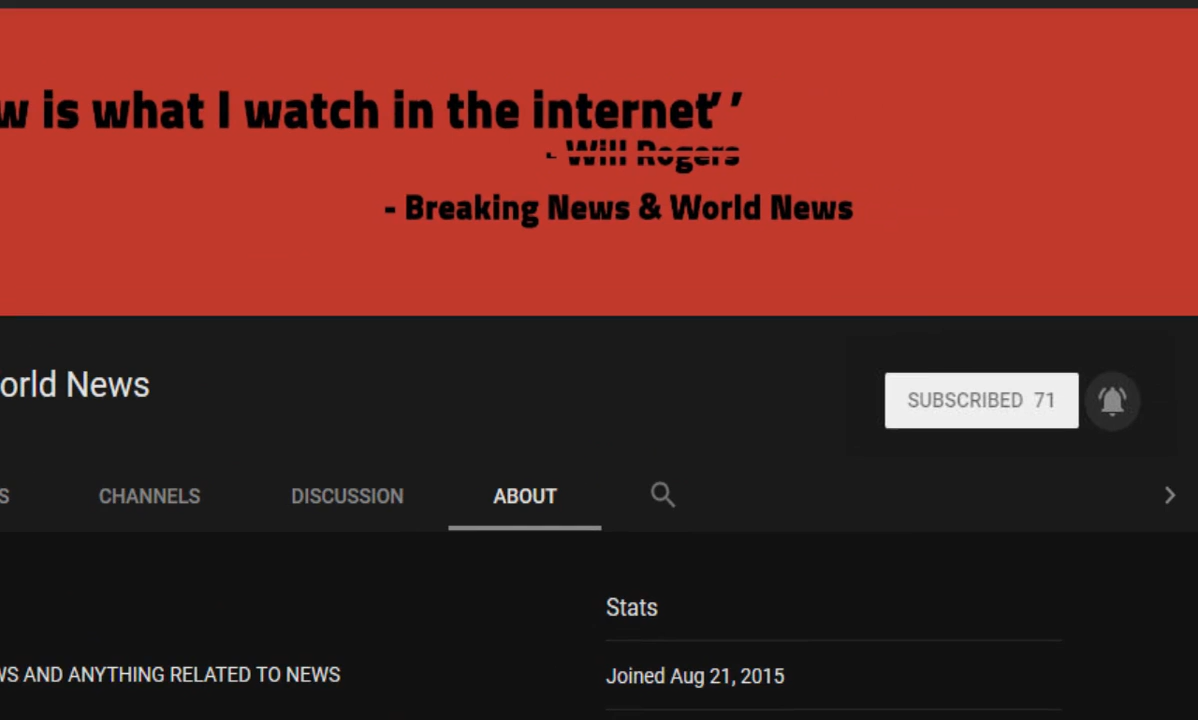 w is what I watch in the internet’’
- Will Rogers
- Breaking News & World News
orld News
SUBSCRIBED 71
S
CHANNELS
DISCUSSION
ABOUT
Stats
WS AND ANYTHING RELATED TO NEWS
Joined Aug 21, 2015